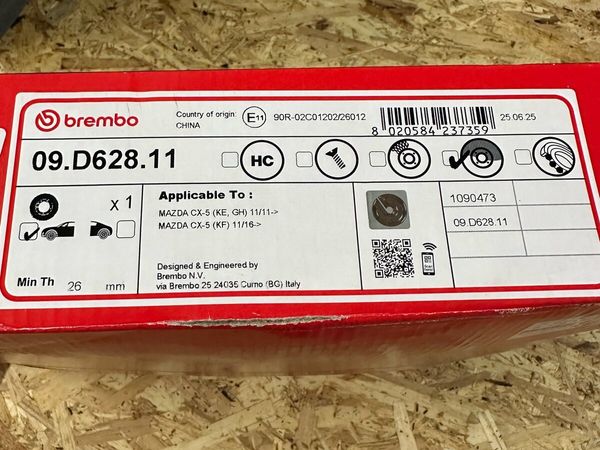 brembo
Country of origin:
CHINA
E11
90R-02C01202/26012
8 020584 237359
25.06.25
09.D628.11
HC
x 1
Min Th 26 mm
Applicable To :
MAZDA CX-5 (KE, GH) 11/11->
MAZDA CX-5 (KF) 11/16->
Designed & Engineered by
Brembo N.V.
via Brembo 25 24035 Curno (BG) Italy
1090473
09.D628.11